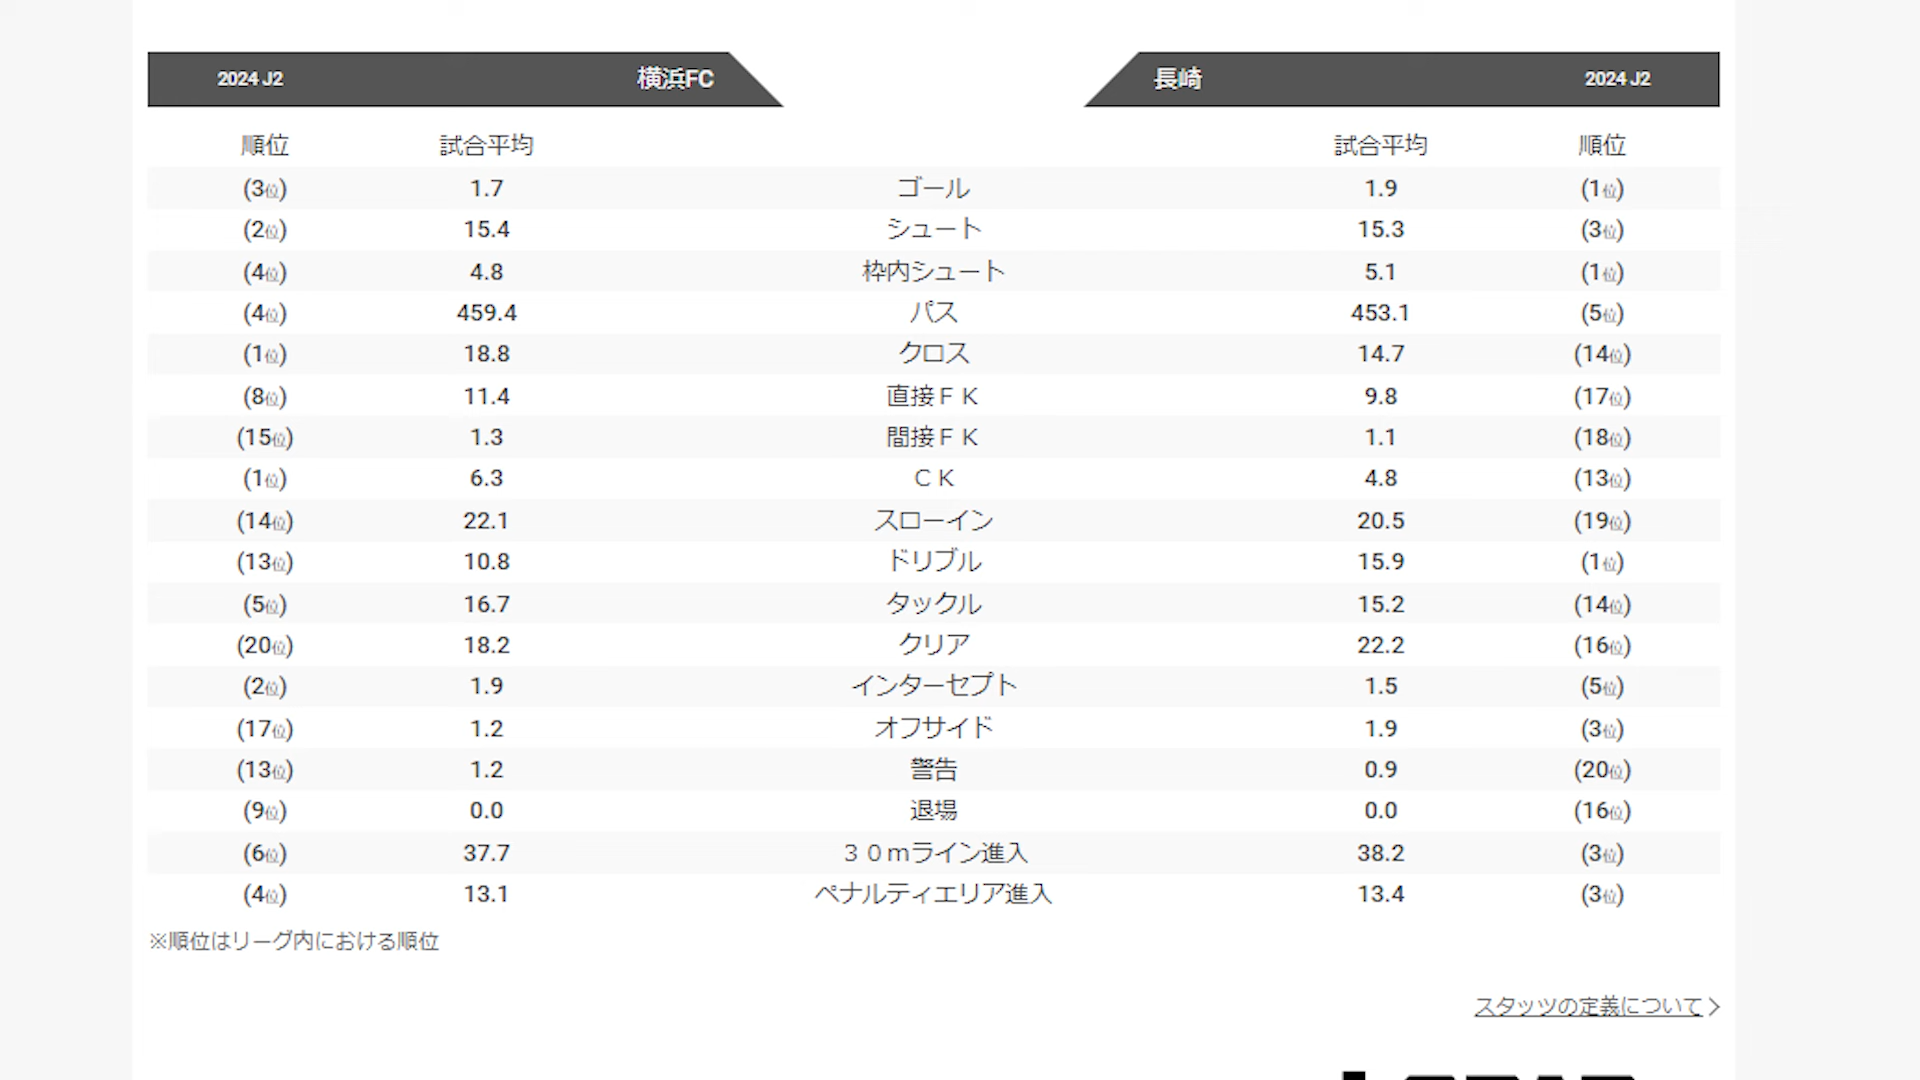 2024 J2 横浜FC 長崎 2024 J2
順位 試合平均 試合平均 順位
(3位) 1.7 ゴール 1.9 (1位)
(2位) 15.4 シュート 15.3 (3位)
(4位) 4.8 枠内シュート 5.1 (1位)
(4位) 459.4 パス 453.1 (5位)
(1位) 18.8 クロス 14.7 (14位)
(8位) 11.4 直接ＦＫ 9.8 (17位)
(15位) 1.3 間接ＦＫ 1.1 (18位)
(1位) 6.3 ＣＫ 4.8 (13位)
(14位) 22.1 スローイン 20.5 (19位)
(13位) 10.8 ドリブル 15.9 (1位)
(5位) 16.7 タックル 15.2 (14位)
(20位) 18.2 クリア 22.2 (16位)
(2位) 1.9 インターセプト 1.5 (5位)
(17位) 1.2 オフサイド 1.9 (3位)
(13位) 1.2 警告 0.9 (20位)
(9位) 0.0 退場 0.0 (16位)
(6位) 37.7 ３０ｍライン進入 38.2 (3位)
(4位) 13.1 ペナルティエリア進入 13.4 (3位)
※順位はリーグ内における順位
スタッツの定義について